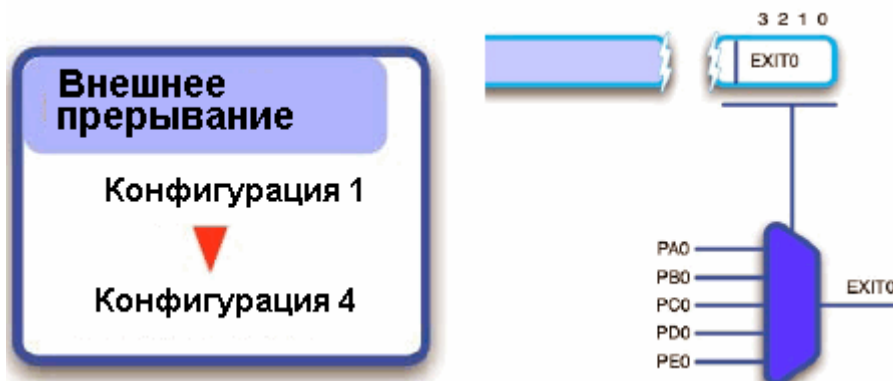 Внешнее
прерывание
Конфигурация 1
Конфигурация 4
3 2 1 0
EXIT0
PA0
PB0
PC0
PD0
PE0
EXIT0